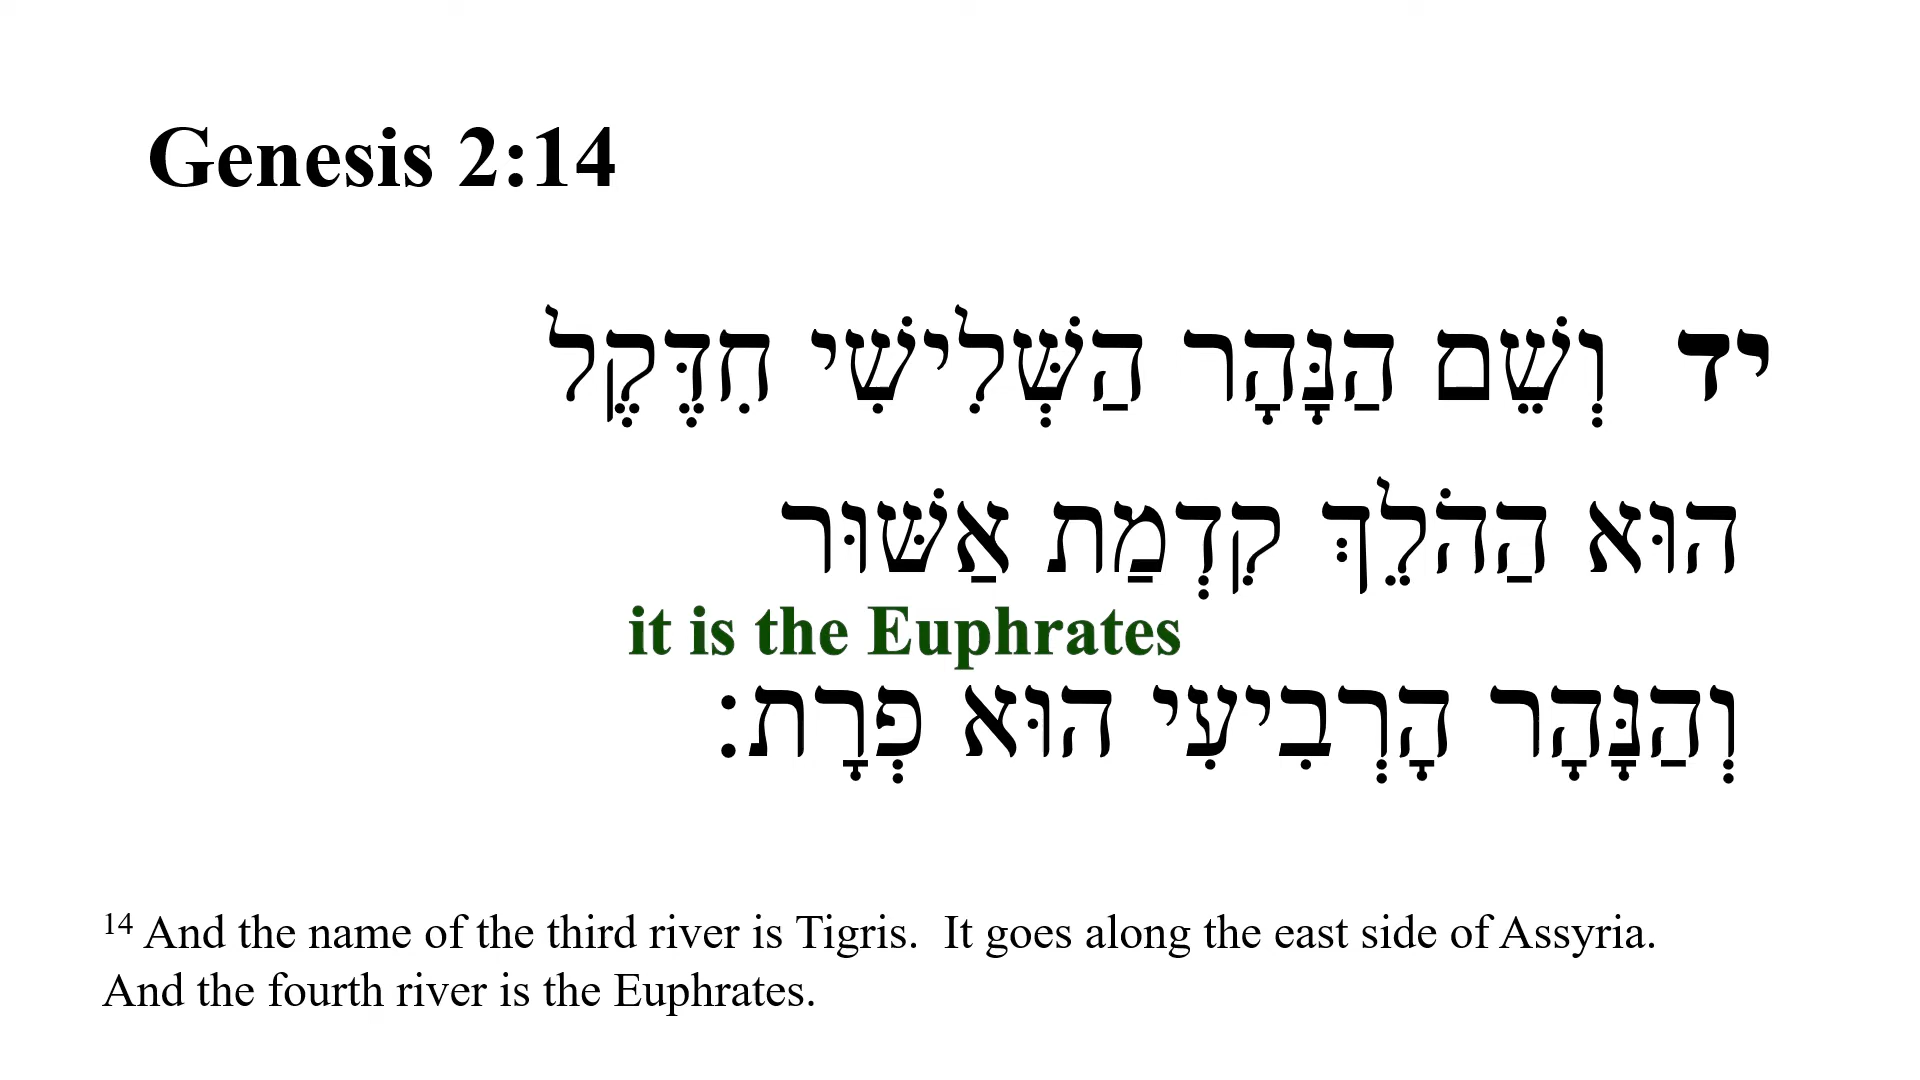 Genesis 2:14
יד וְשֵׁם הַנָּהָר הַשְּׁלִישִׁי חִדֶּקֶל
הוּא הַהֹלֵךְ קִדְמַת אַשּׁוּר
it is the Euphrates
וְהַנָּהָר הָרְבִיעִי הוּא פְרָת:
14 And the name of the third river is Tigris. It goes along the east side of Assyria.
And the fourth river is the Euphrates.